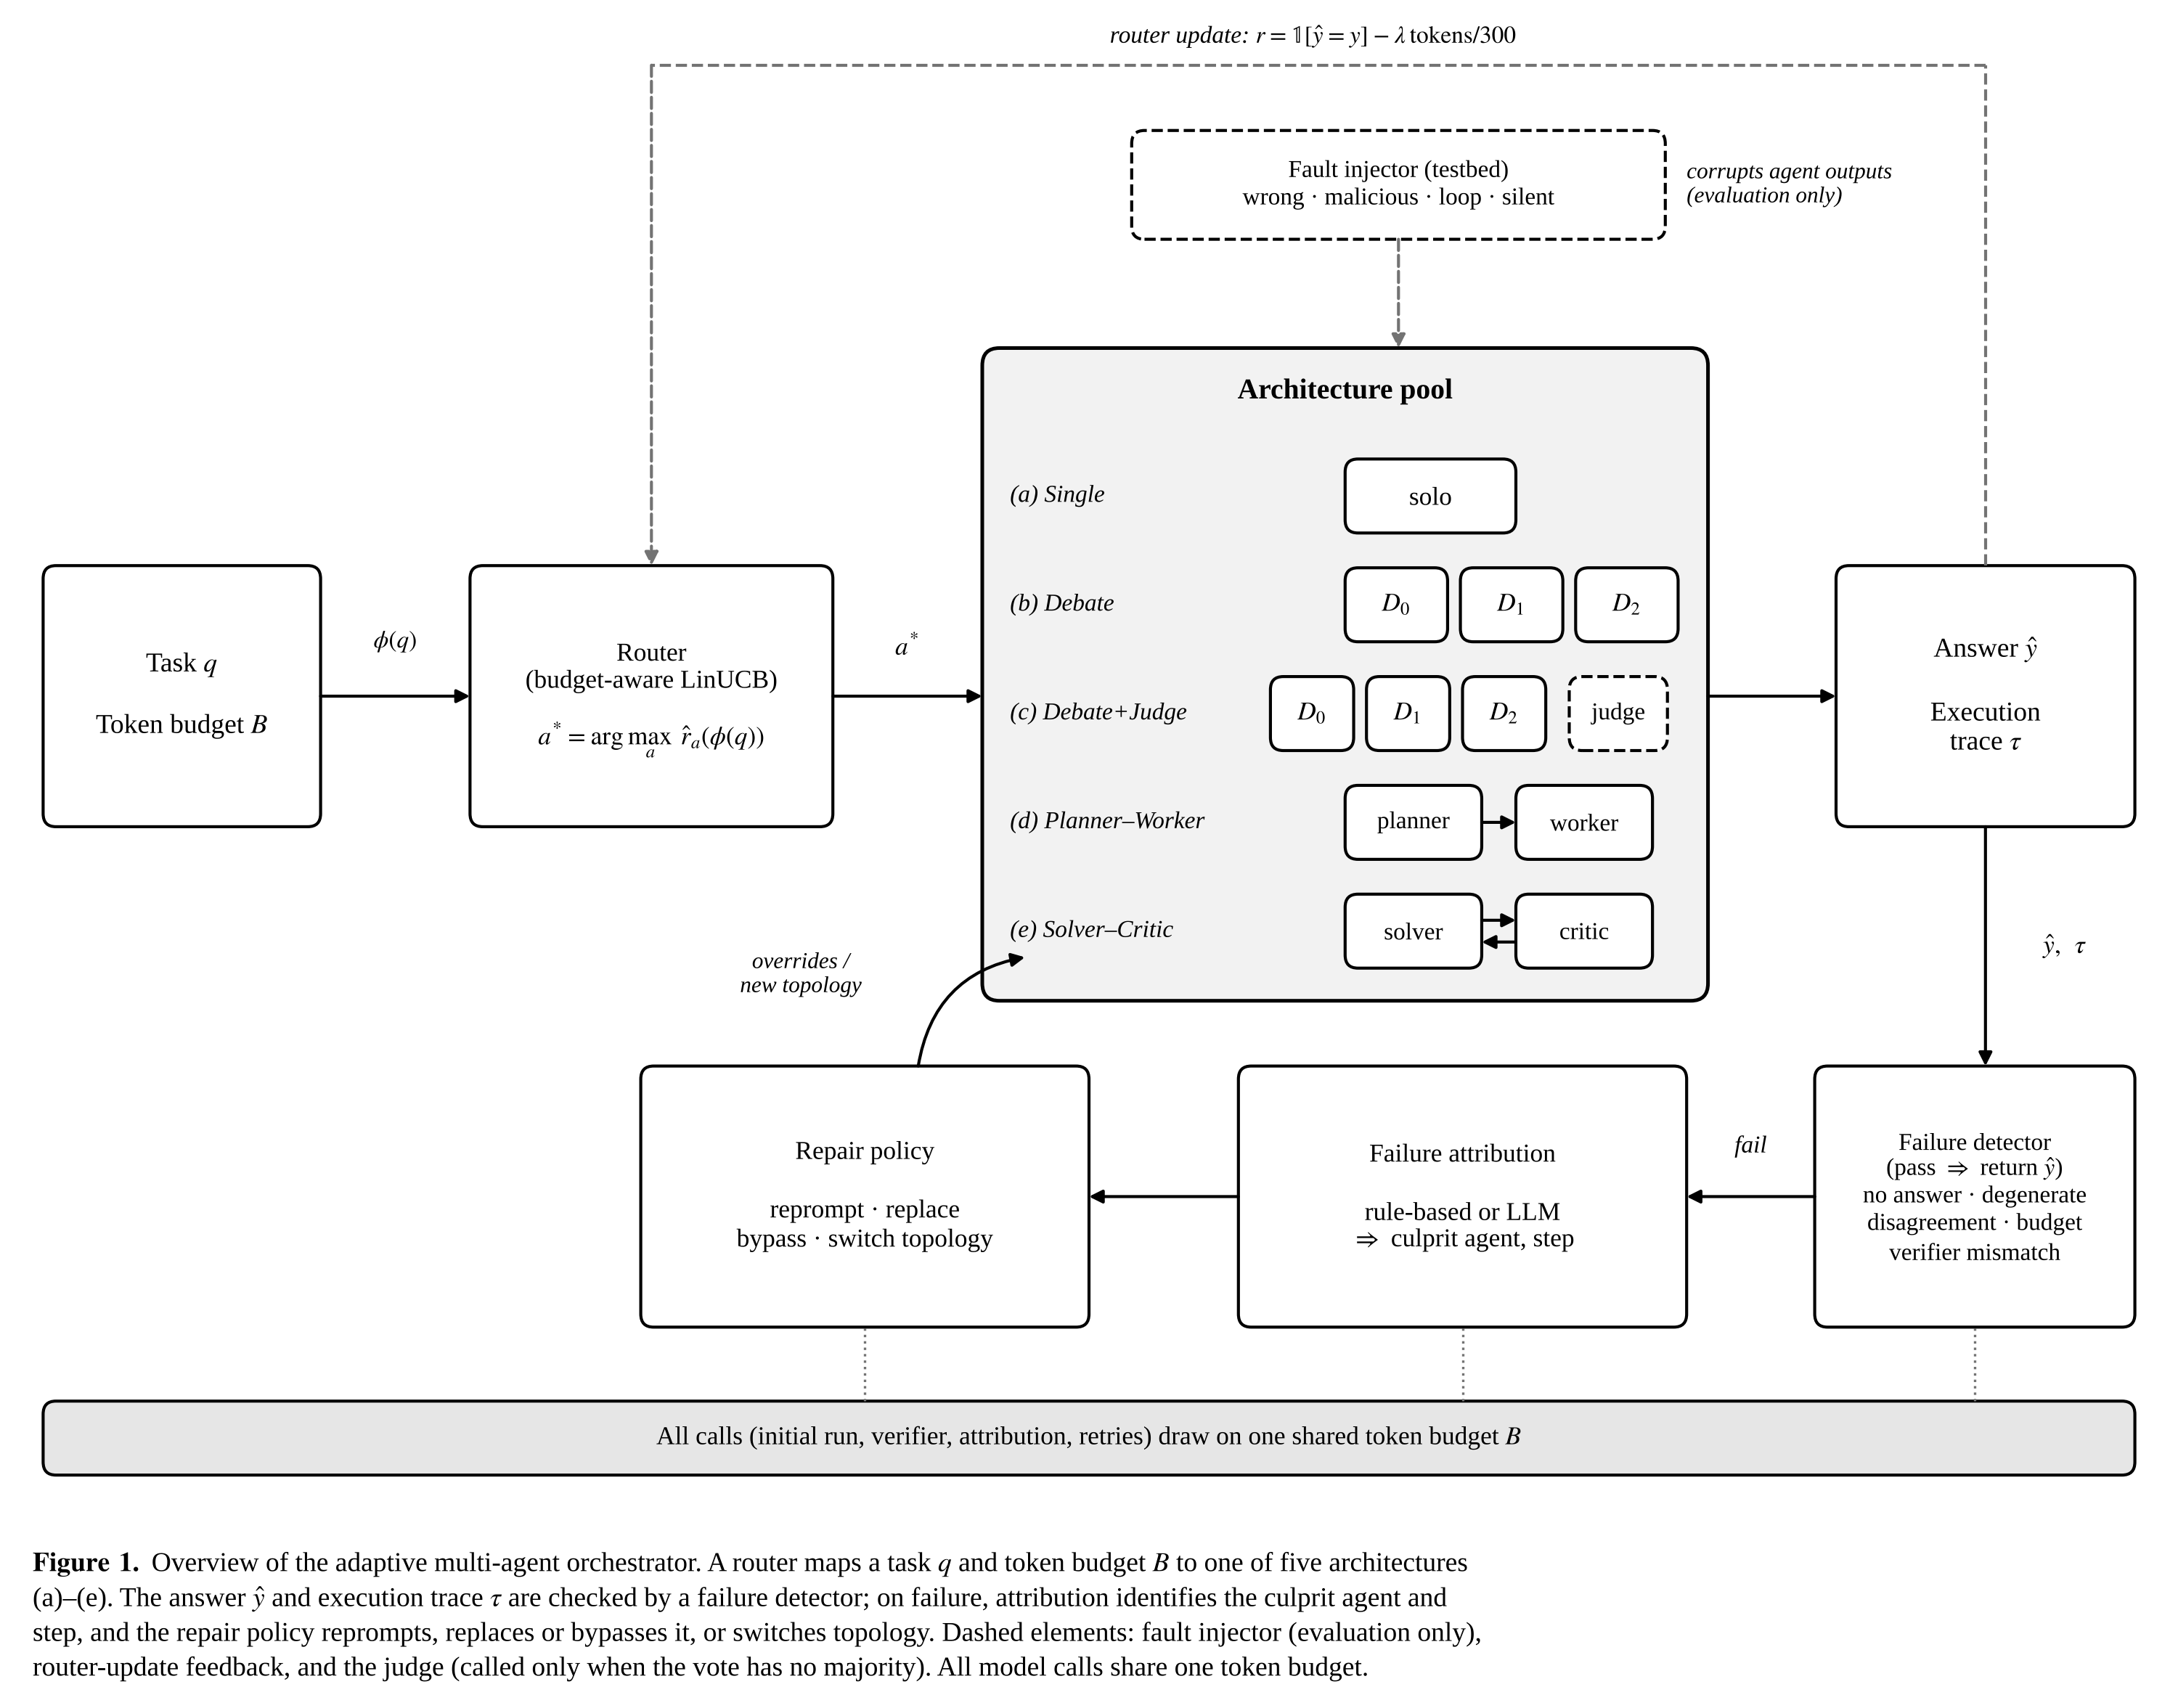 router update: r = 𝟙[ŷ = y] − λ tokens/300
Fault injector (testbed)
wrong · malicious · loop · silent
corrupts agent outputs
(evaluation only)
Architecture pool
(a) Single
solo
(b) Debate
D₀
D₁
D₂
(c) Debate+Judge
D₀
D₁
D₂
judge
(d) Planner–Worker
planner
worker
(e) Solver–Critic
solver
critic
Task q
Token budget B
ϕ(q)
Router
(budget-aware LinUCB)
a* = arg max r̂ₐ(ϕ(q))
a
a*
Answer ŷ
Execution
trace τ
ŷ, τ
overrides /
new topology
Repair policy
reprompt · replace
bypass · switch topology
Failure attribution
rule-based or LLM
⇒ culprit agent, step
fail
Failure detector
(pass ⇒ return ŷ)
no answer · degenerate
disagreement · budget
verifier mismatch
All calls (initial run, verifier, attribution, retries) draw on one shared token budget B
Figure 1. Overview of the adaptive multi-agent orchestrator. A router maps a task q and token budget B to one of five architectures
(a)–(e). The answer ŷ and execution trace τ are checked by a failure detector; on failure, attribution identifies the culprit agent and
step, and the repair policy reprompts, replaces or bypasses it, or switches topology. Dashed elements: fault injector (evaluation only),
router-update feedback, and the judge (called only when the vote has no majority). All model calls share one token budget.